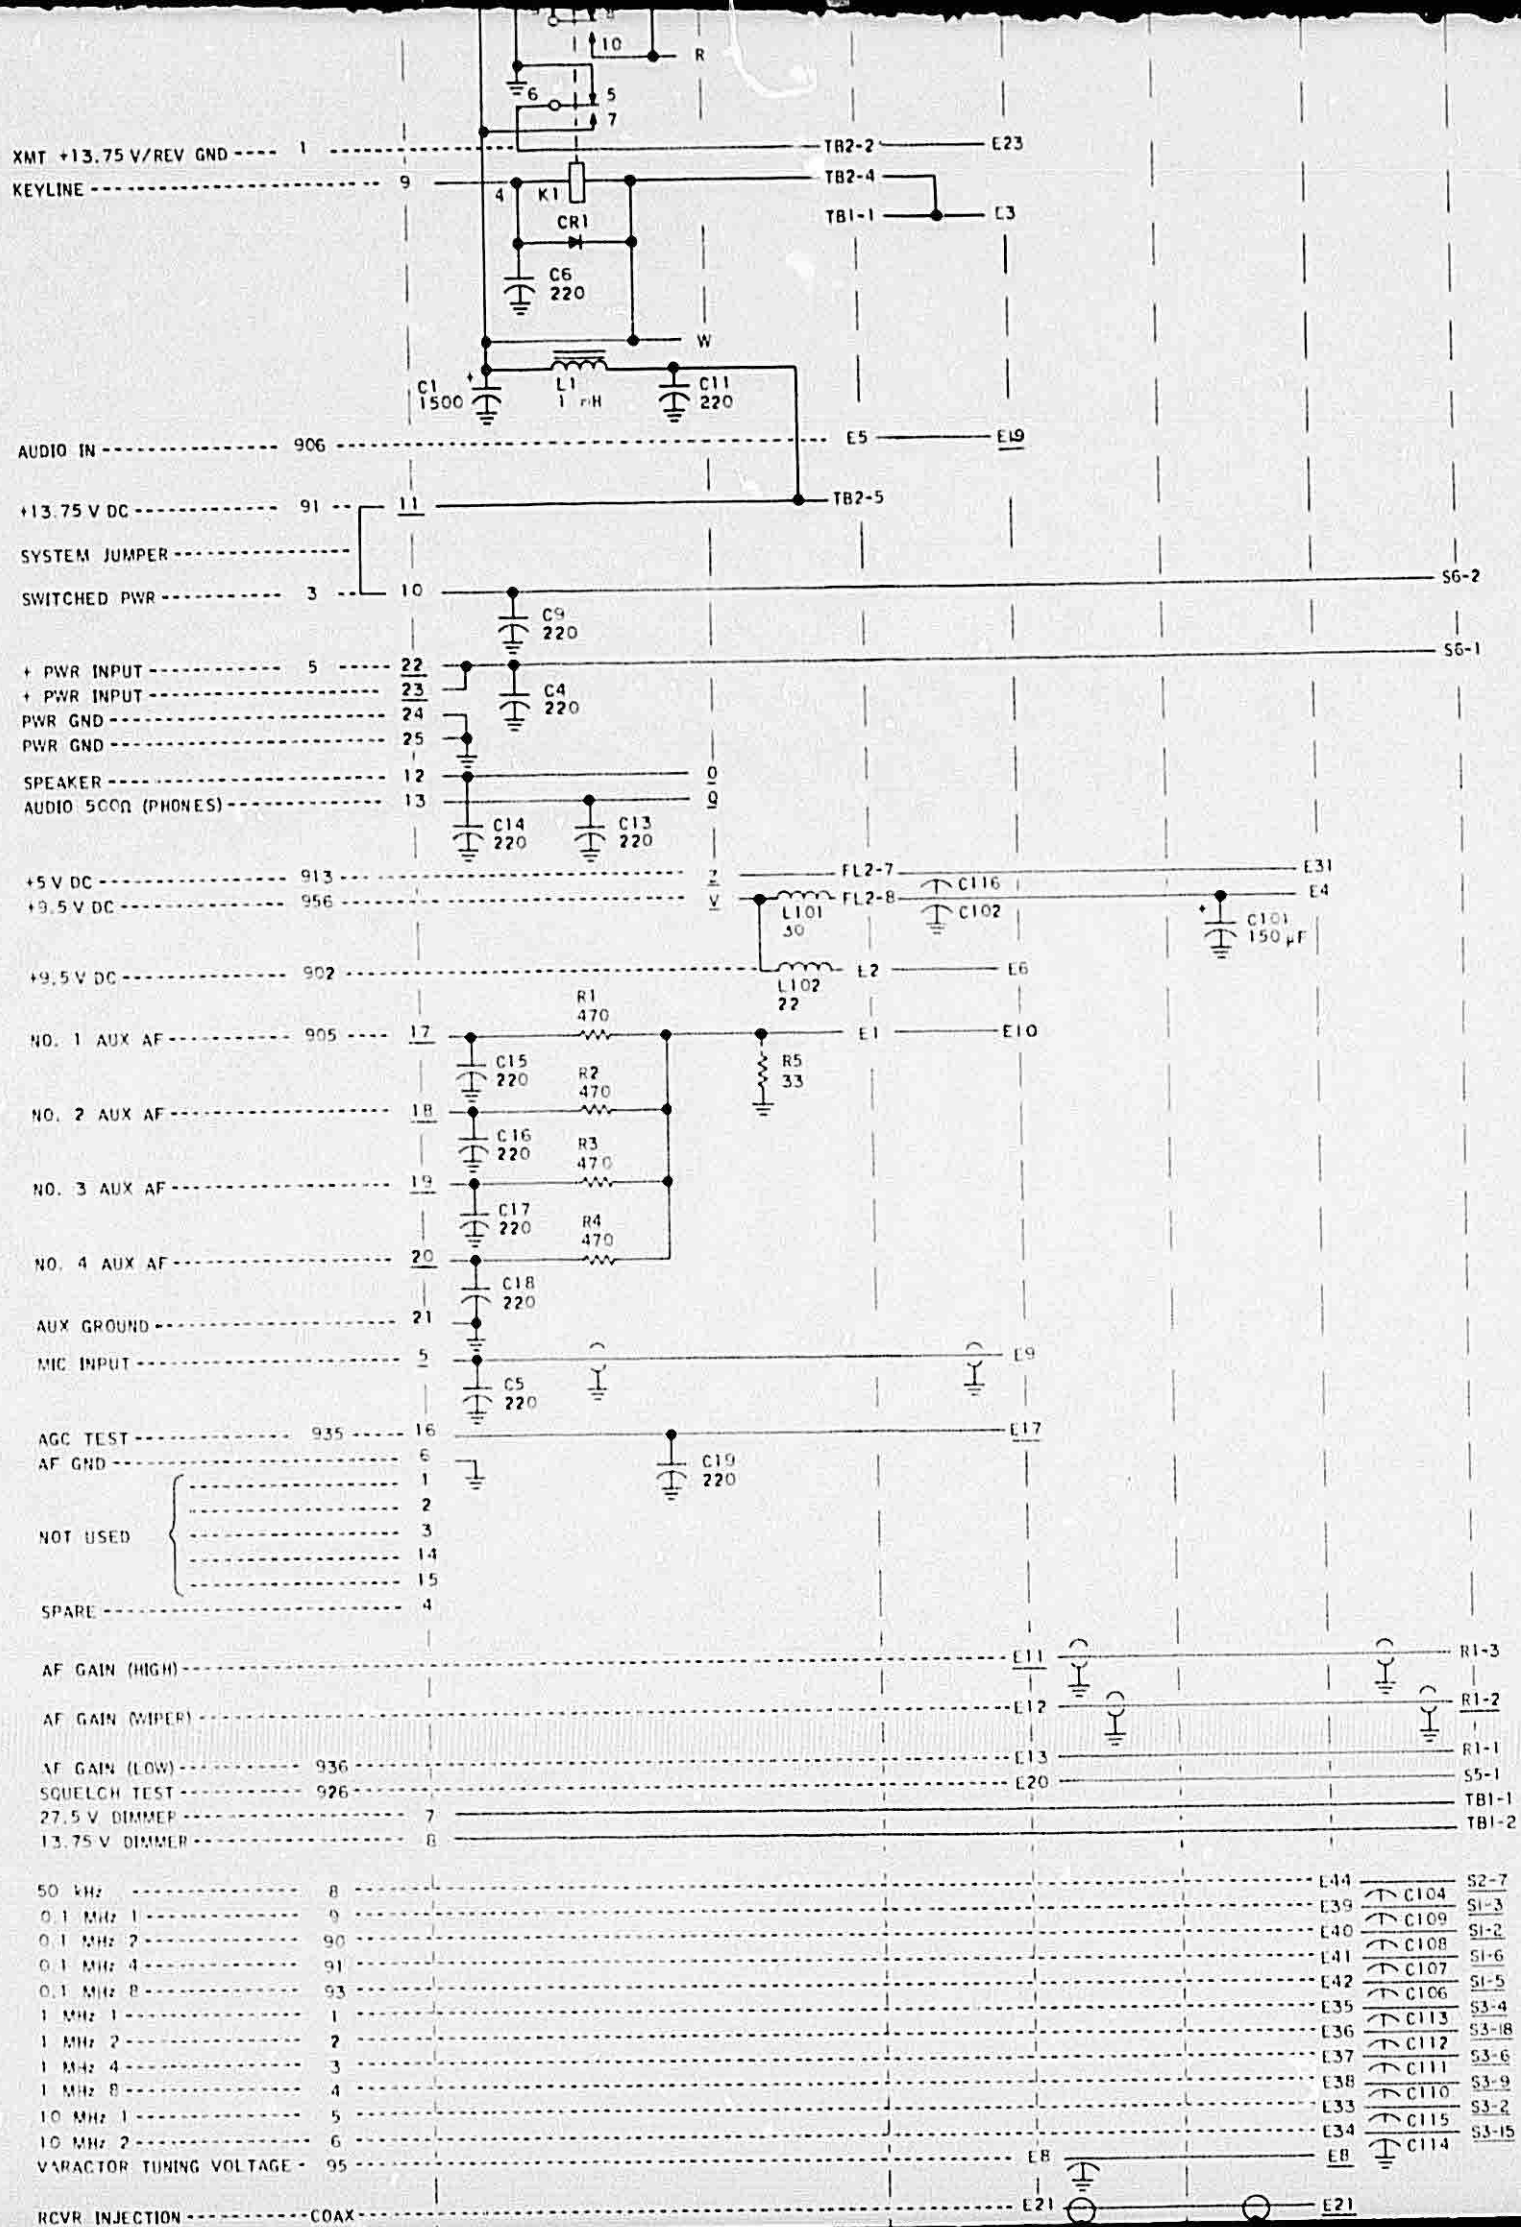 10
R
6
5
7
XMT +13.75 V/REV GND 1 TB2-2 E23
KEYLINE 9 4 K1 TB2-4
TB1-1 E3
CR1
C6
220
W
C1
1500
+
L1
1 mH
C11
220
AUDIO IN 906 E5 E19
+13.75 V DC 91 11 TB2-5
SYSTEM JUMPER
SWITCHED PWR 3 10 S6-2
C9
220
+ PWR INPUT 5 22 S6-1
+ PWR INPUT 23
C4
220
PWR GND 24
PWR GND 25
SPEAKER 12 O
AUDIO 500Ω (PHONES) 13 Q
C14
220
C13
220
+5 V DC 913 Z FL2-7 E31
+9.5 V DC 956 V FL2-8 E4
C116
C102
L101
30
+
C101
150 µF
+9.5 V DC 902 E2 E6
L102
22
R1
470
NO. 1 AUX AF 905 17 E1 E10
C15
220
R5
33
R2
470
NO. 2 AUX AF 18
C16
220
R3
470
NO. 3 AUX AF 19
C17
220
R4
470
NO. 4 AUX AF 20
C18
220
AUX GROUND 21
MIC INPUT 5 E9
C5
220
AGC TEST 935 16 E17
AF GND 6
C19
220
1
2
NOT USED 3
14
15
SPARE 4
AF GAIN (HIGH) E11 R1-3
AF GAIN (WIPER) E12 R1-2
AF GAIN (LOW) 936 E13 R1-1
SQUELCH TEST 926 E20 S5-1
27.5 V DIMMER 7 TB1-1
13.75 V DIMMER 8 TB1-2
50 kHz 8 E44 S2-7
C104
0.1 MHz 1 9 E39 S1-3
C109
0.1 MHz 2 90 E40 S1-2
C108
0.1 MHz 4 91 E41 S1-6
C107
0.1 MHz 8 93 E42 S1-5
C106
1 MHz 1 1 E35 S3-4
C113
1 MHz 2 2 E36 S3-18
C112
1 MHz 4 3 E37 S3-6
C111
1 MHz 8 4 E38 S3-9
C110
10 MHz 1 5 E33 S3-2
C115
10 MHz 2 6 E34 S3-15
C114
VARACTOR TUNING VOLTAGE 95 E8 E8
RCVR INJECTION COAX E21 E21